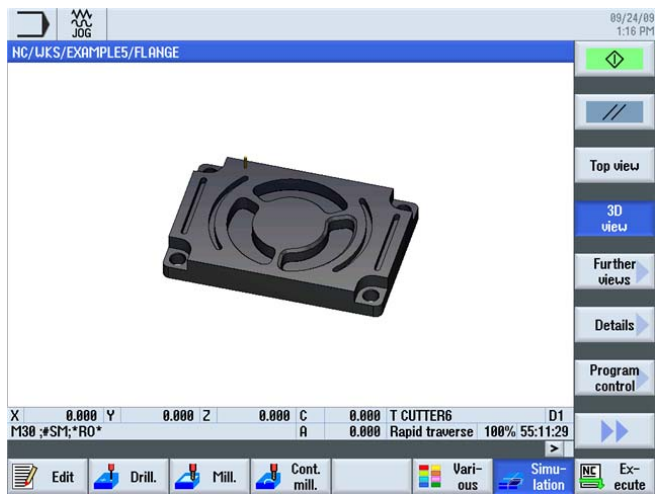 JOG
09/24/09
1:16 PM
NC/WKS/EXAMPLE5/FLANGE
Top view
3D
view
Further
views
Details
Program
control
X 0.000 Y 0.000 Z 0.000 C 0.000 T CUTTER6 D1
M30 ;#SM;*RO* A 0.000 Rapid traverse 100% 55:11:29
>
Edit
Drill.
Mill.
Cont.
mill.
Vari-
ous
Simu-
lation
NC
Ex-
ecute